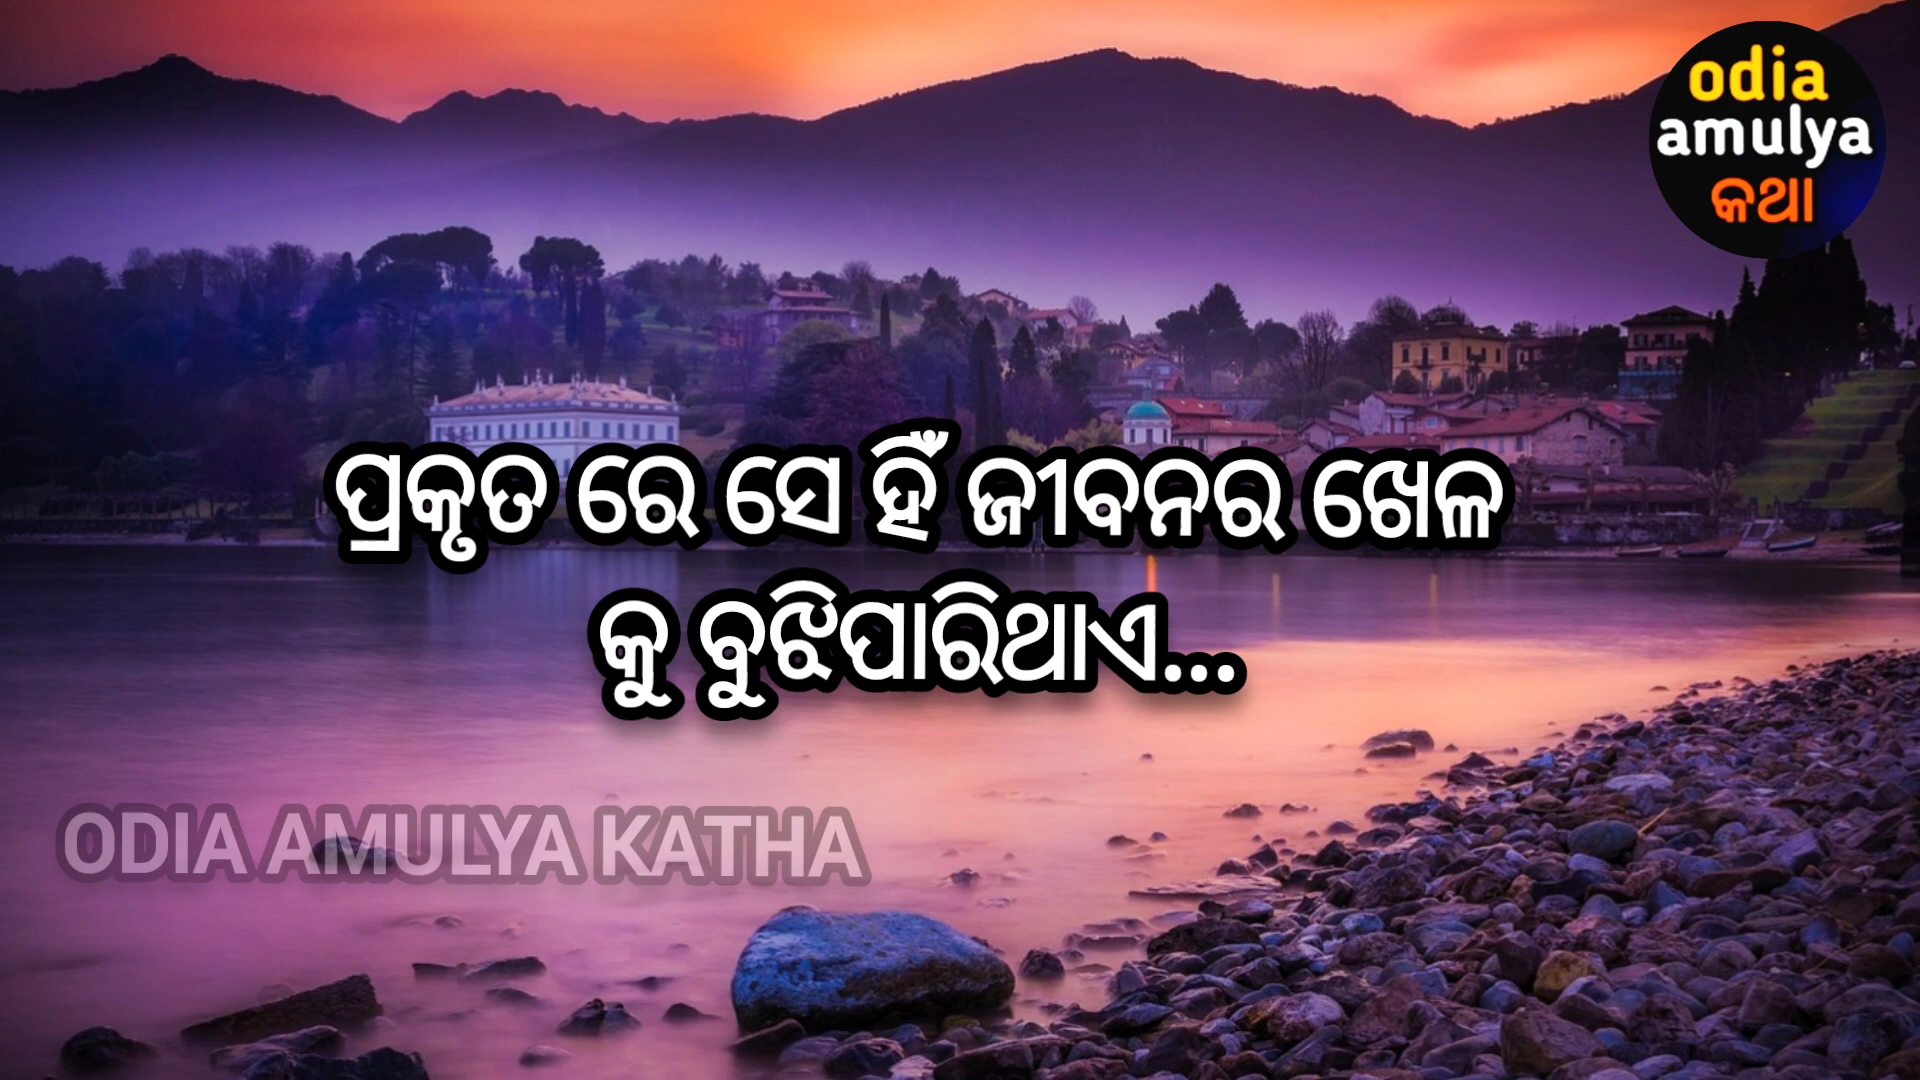 odia
amulya
କଥା
ପ୍ରକୃତ ରେ ସେ ହିଁ ଜୀବନର ଖେଳ
କୁ ବୁଝିପାରିଥାଏ...
ODIA AMULYA KATHA